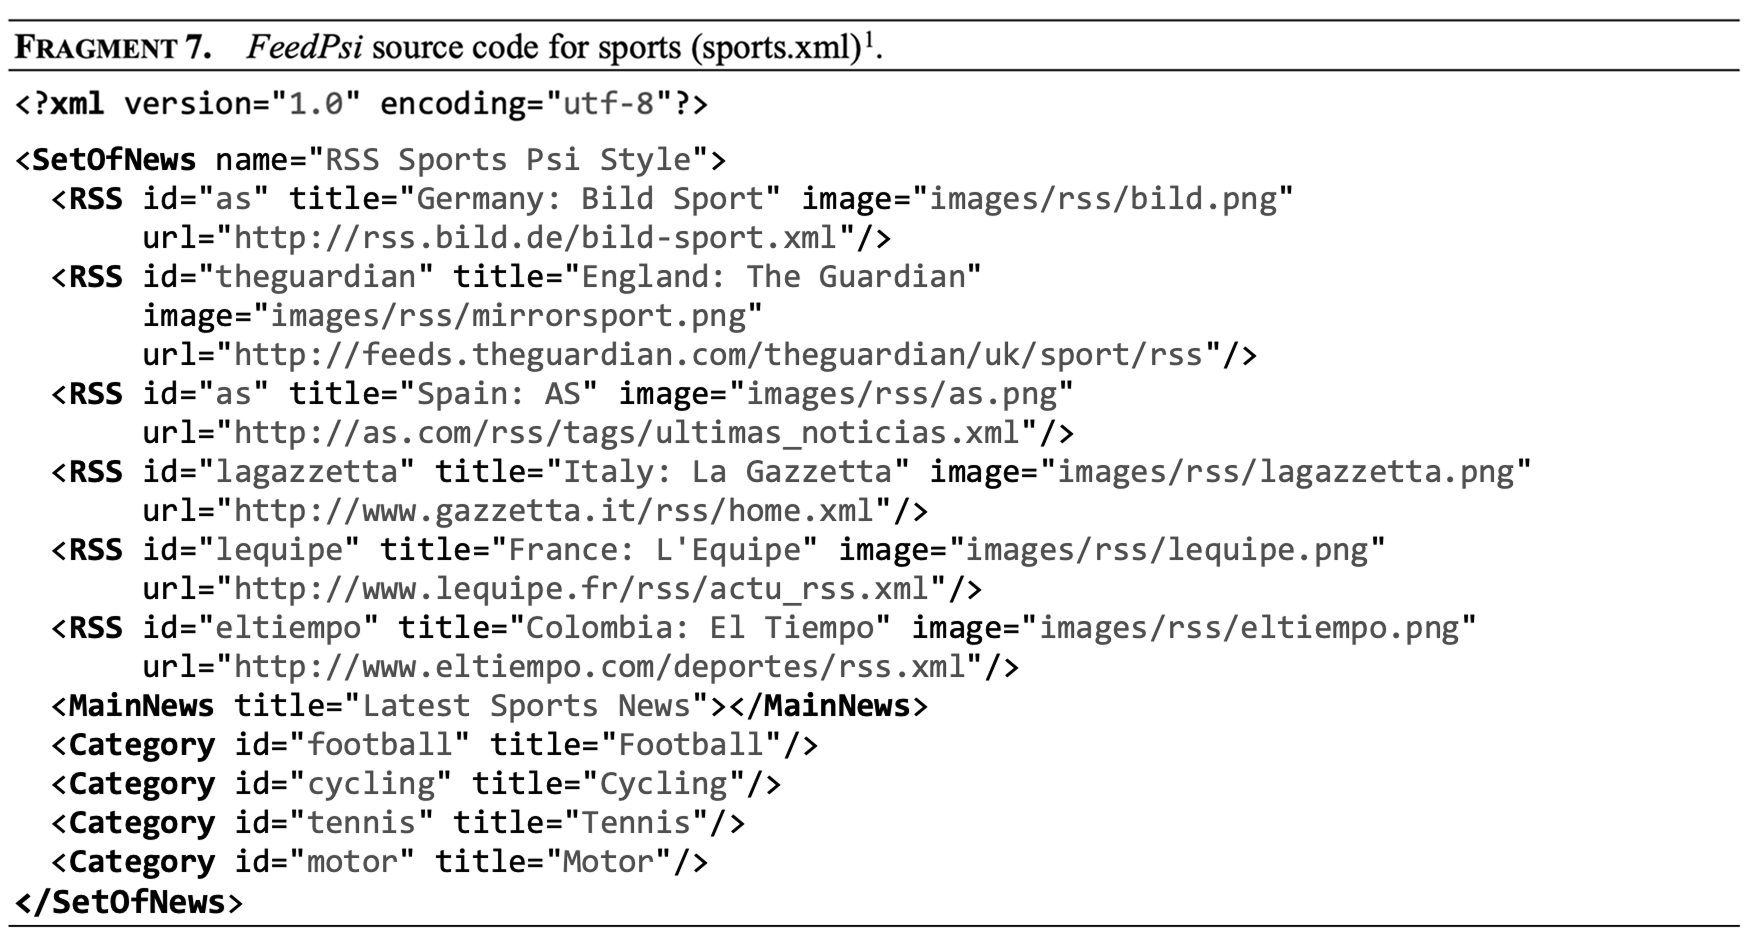 FRAGMENT 7. FeedPsi source code for sports (sports.xml)¹.
<?xml version="1.0" encoding="utf-8"?>
<SetOfNews name="RSS Sports Psi Style">
<RSS id="as" title="Germany: Bild Sport" image="images/rss/bild.png"
url="http://rss.bild.de/bild-sport.xml"/>
<RSS id="theguardian" title="England: The Guardian"
image="images/rss/mirrorsport.png"
url="http://feeds.theguardian.com/theguardian/uk/sport/rss"/>
<RSS id="as" title="Spain: AS" image="images/rss/as.png"
url="http://as.com/rss/tags/ultimas_noticias.xml"/>
<RSS id="lagazzetta" title="Italy: La Gazzetta" image="images/rss/lagazzetta.png"
url="http://www.gazzetta.it/rss/home.xml"/>
<RSS id="lequipe" title="France: L'Equipe" image="images/rss/lequipe.png"
url="http://www.lequipe.fr/rss/actu_rss.xml"/>
<RSS id="eltiempo" title="Colombia: El Tiempo" image="images/rss/eltiempo.png"
url="http://www.eltiempo.com/deportes/rss.xml"/>
<MainNews title="Latest Sports News"></MainNews>
<Category id="football" title="Football"/>
<Category id="cycling" title="Cycling"/>
<Category id="tennis" title="Tennis"/>
<Category id="motor" title="Motor"/>
</SetOfNews>